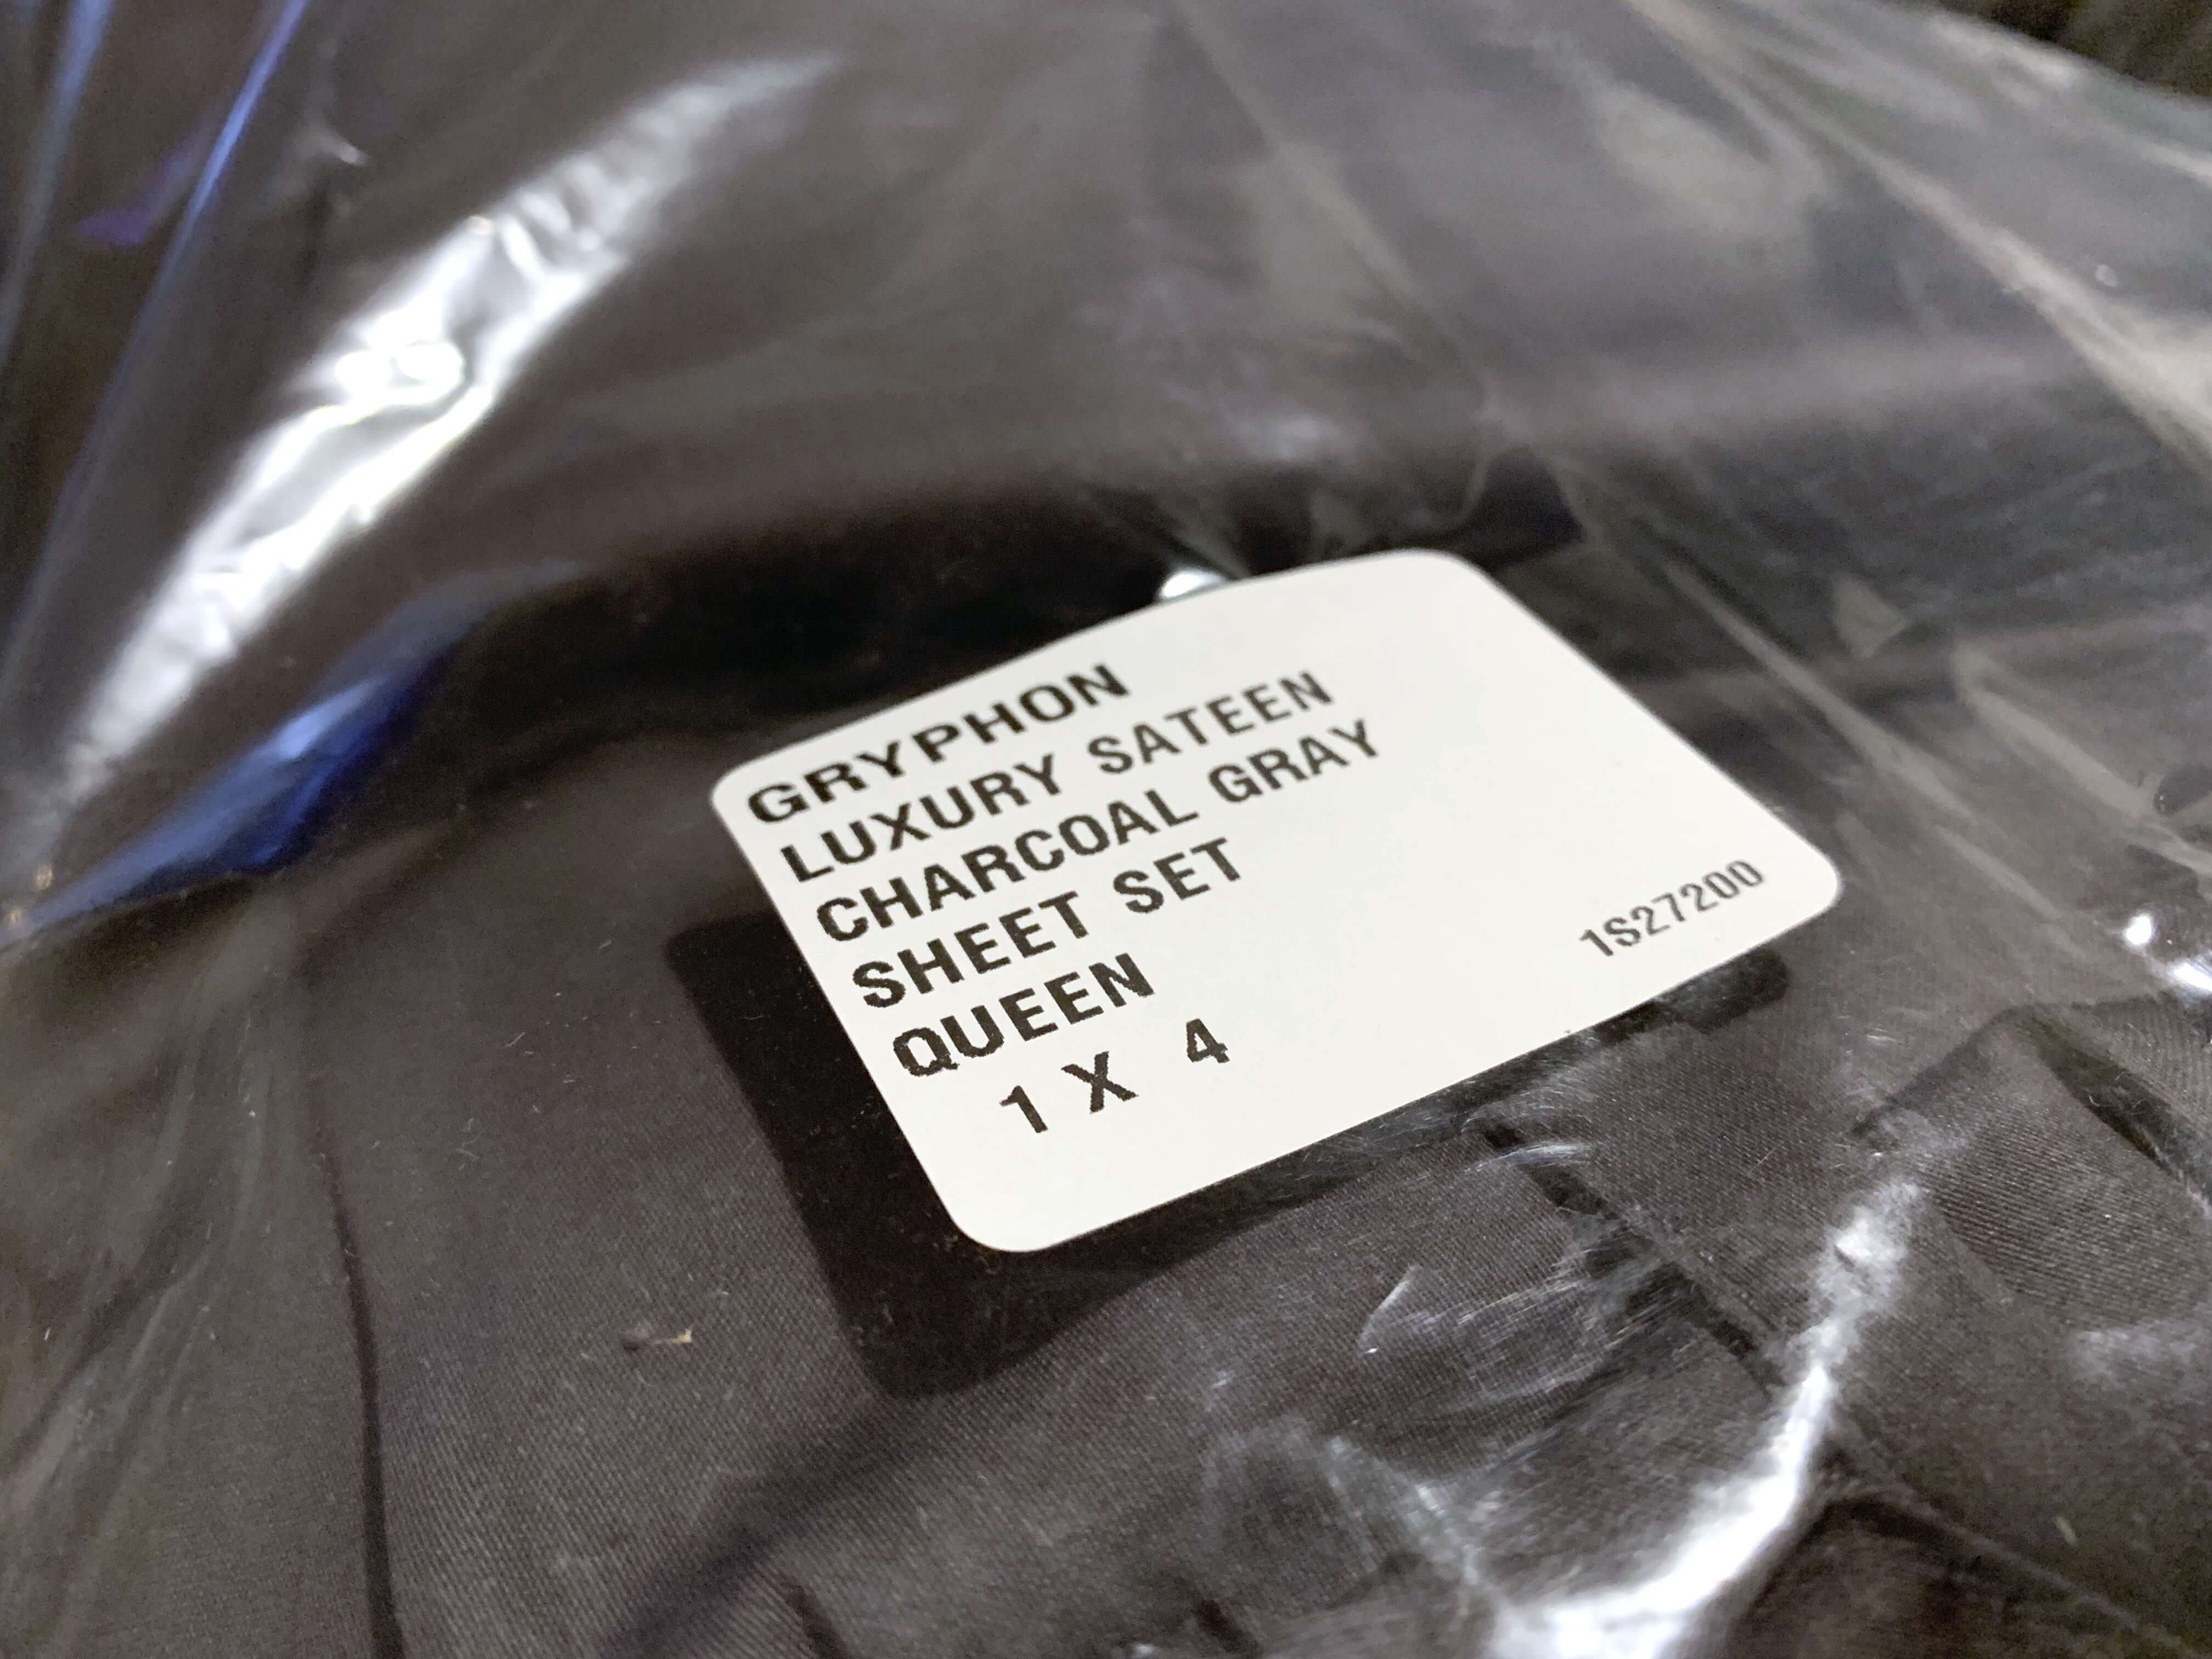 GRYPHON
LUXURY SATEEN
CHARCOAL GRAY
SHEET SET
QUEEN
1 X 4
1S27200